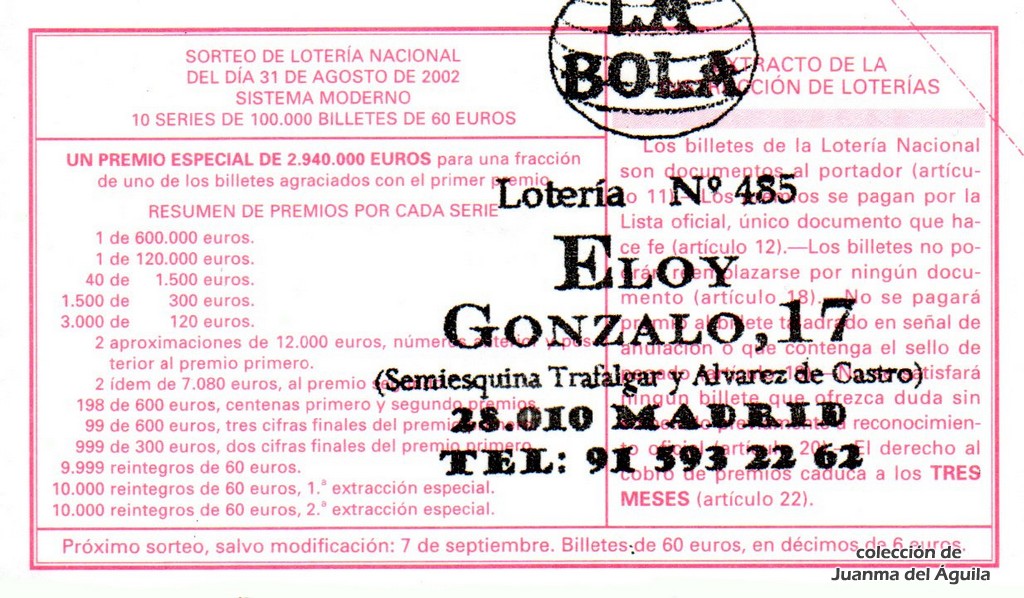 SORTEO DE LOTERÍA NACIONAL
DEL DÍA 31 DE AGOSTO DE 2002
SISTEMA MODERNO
10 SERIES DE 100.000 BILLETES DE 60 EUROS
UN PREMIO ESPECIAL DE 2.940.000 EUROS para una fracción
de uno de los billetes agraciados con el primer premio.
RESUMEN DE PREMIOS POR CADA SERIE
1 de 600.000 euros.
1 de 120.000 euros.
40 de 1.500 euros.
1.500 de 300 euros.
3.000 de 120 euros.
2 aproximaciones de 12.000 euros, números anterior y pos-
terior al premio primero.
2 ídem de 7.080 euros, al premio
198 de 600 euros, centenas primero y segundo premios.
99 de 600 euros, tres cifras finales del premio
999 de 300 euros, dos cifras finales del premio primero.
9.999 reintegros de 60 euros.
10.000 reintegros de 60 euros, 1.ª extracción especial.
10.000 reintegros de 60 euros, 2.ª extracción especial.
EXTRACTO DE LA
INSTRUCCIÓN DE LOTERÍAS
Los billetes de la Lotería Nacional
son documentos al portador (artícu-
lo 11).—Los premios se pagan por la
Lista oficial, único documento que ha-
ce fe (artículo 12).—Los billetes no po-
drán reemplazarse por ningún docu-
mento (artículo 18).—No se pagará
premio al billete taladrado en señal de
anulación o que contenga el sello de
pagado satisfará
ningún billete que ofrezca duda sin
reconocimien-
to oficial (artículo 20).—El derecho al
cobro de premios caduca a los TRES
MESES (artículo 22).
Próximo sorteo, salvo modificación: 7 de septiembre. Billetes de 60 euros, en décimos de 6 euros.
LA
BOLA
Lotería Nº 485
ELOY
GONZALO, 17
(Semiesquina Trafalgar y Alvarez de Castro)
28.010 MADRID
TEL: 91 593 22 62
colección de
Juanma del Águila